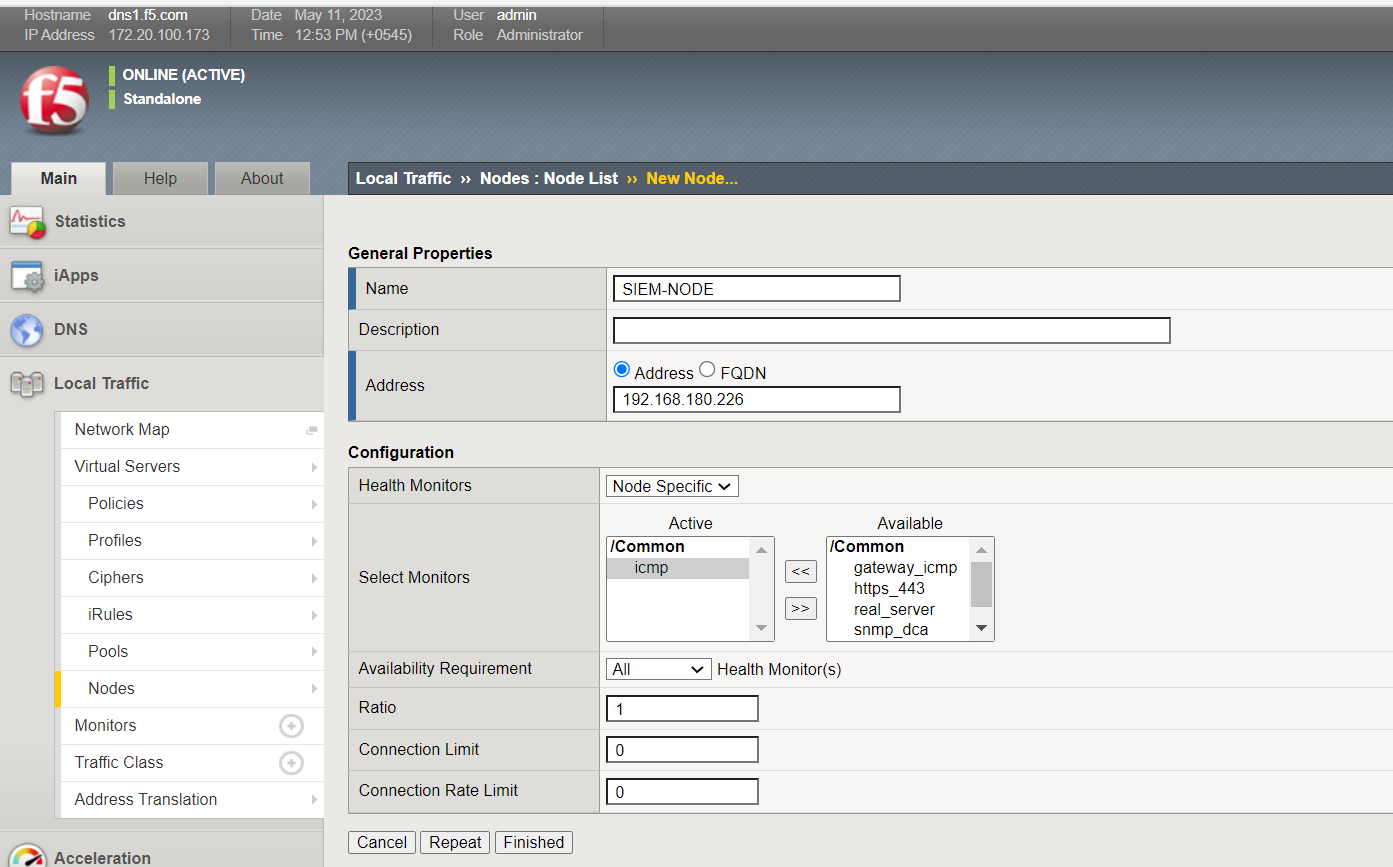 Hostname dns1.f5.com Date May 11, 2023 User admin
IP Address 172.20.100.173 Time 12:53 PM (+0545) Role Administrator
f5
ONLINE (ACTIVE)
Standalone
Main Help About
Local Traffic ›› Nodes : Node List ›› New Node...
Statistics
iApps
DNS
Local Traffic
Network Map
Virtual Servers
Policies
Profiles
Ciphers
iRules
Pools
Nodes
Monitors
Traffic Class
Address Translation
Acceleration
General Properties
Name SIEM-NODE
Description
Address Address FQDN
192.168.180.226
Configuration
Health Monitors Node Specific
Select Monitors
Active Available
/Common /Common
icmp gateway_icmp
<< https_443
>> real_server
snmp_dca
Availability Requirement All Health Monitor(s)
Ratio 1
Connection Limit 0
Connection Rate Limit 0
Cancel Repeat Finished